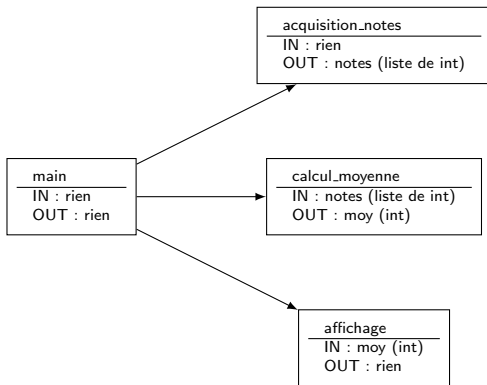 acquisition_notes
IN : rien
OUT : notes (liste de int)
main
IN : rien
OUT : rien
calcul_moyenne
IN : notes (liste de int)
OUT : moy (int)
affichage
IN : moy (int)
OUT : rien